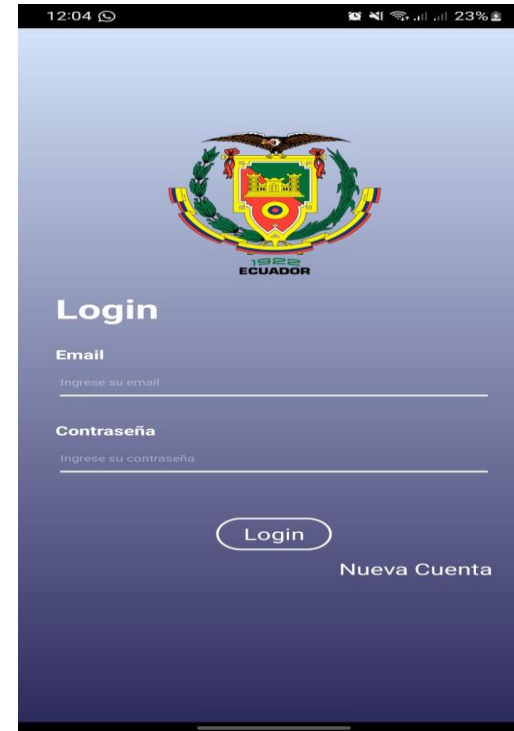 12:04 23%
1922
ECUADOR
Login
Email
Ingrese su email
Contraseña
Ingrese su contraseña
Login
Nueva Cuenta